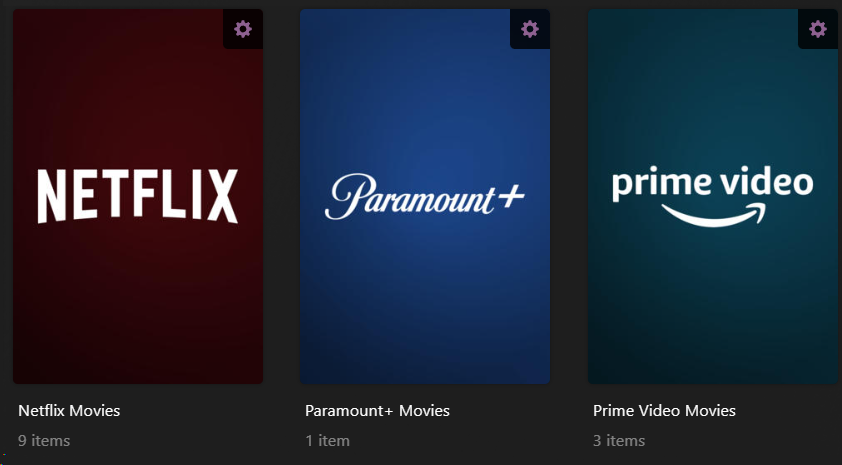 NETFLIX
Paramount+
prime video
Netflix Movies
Paramount+ Movies
Prime Video Movies
9 items
1 item
3 items